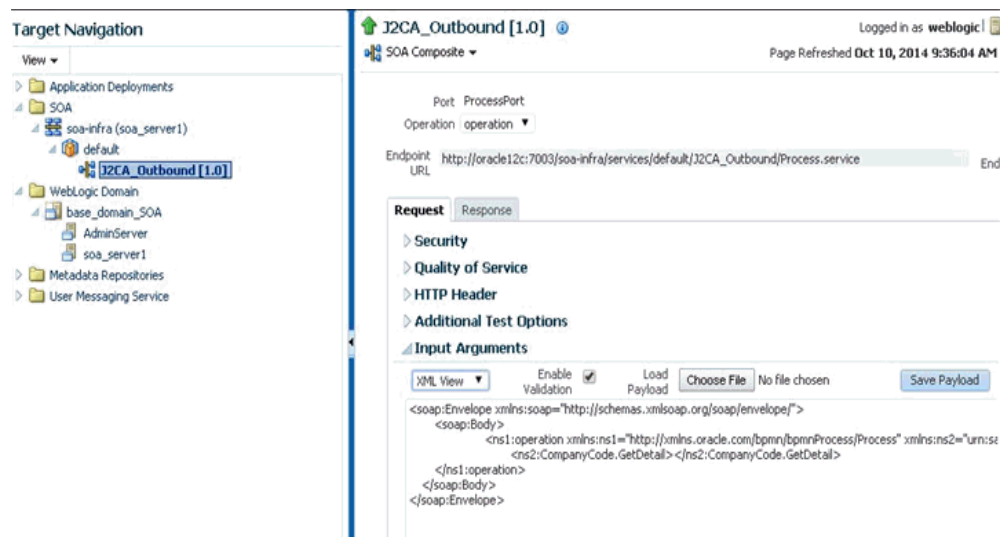 Target Navigation
View
Application Deployments
SOA
soa-infra (soa_server1)
default
J2CA_Outbound [1.0]
WebLogic Domain
base_domain_SOA
AdminServer
soa_server1
Metadata Repositories
User Messaging Service
J2CA_Outbound [1.0]
Logged in as weblogic
SOA Composite
Page Refreshed Oct 10, 2014 9:36:04 AM
Port ProcessPort
Operation operation
Endpoint URL http://oracle12c:7003/soa-infra/services/default/J2CA_Outbound/Process.service
End
Request Response
Security
Quality of Service
HTTP Header
Additional Test Options
Input Arguments
XML View Enable Validation Load Payload Choose File No file chosen Save Payload
<soap:Envelope xmlns:soap="http://schemas.xmlsoap.org/soap/envelope/">
<soap:Body>
<ns1:operation xmlns:ns1="http://xmlns.oracle.com/bpmn/bpmnProcess/Process" xmlns:ns2="urn:sa
<ns2:CompanyCode.GetDetail></ns2:CompanyCode.GetDetail>
</ns1:operation>
</soap:Body>
</soap:Envelope>